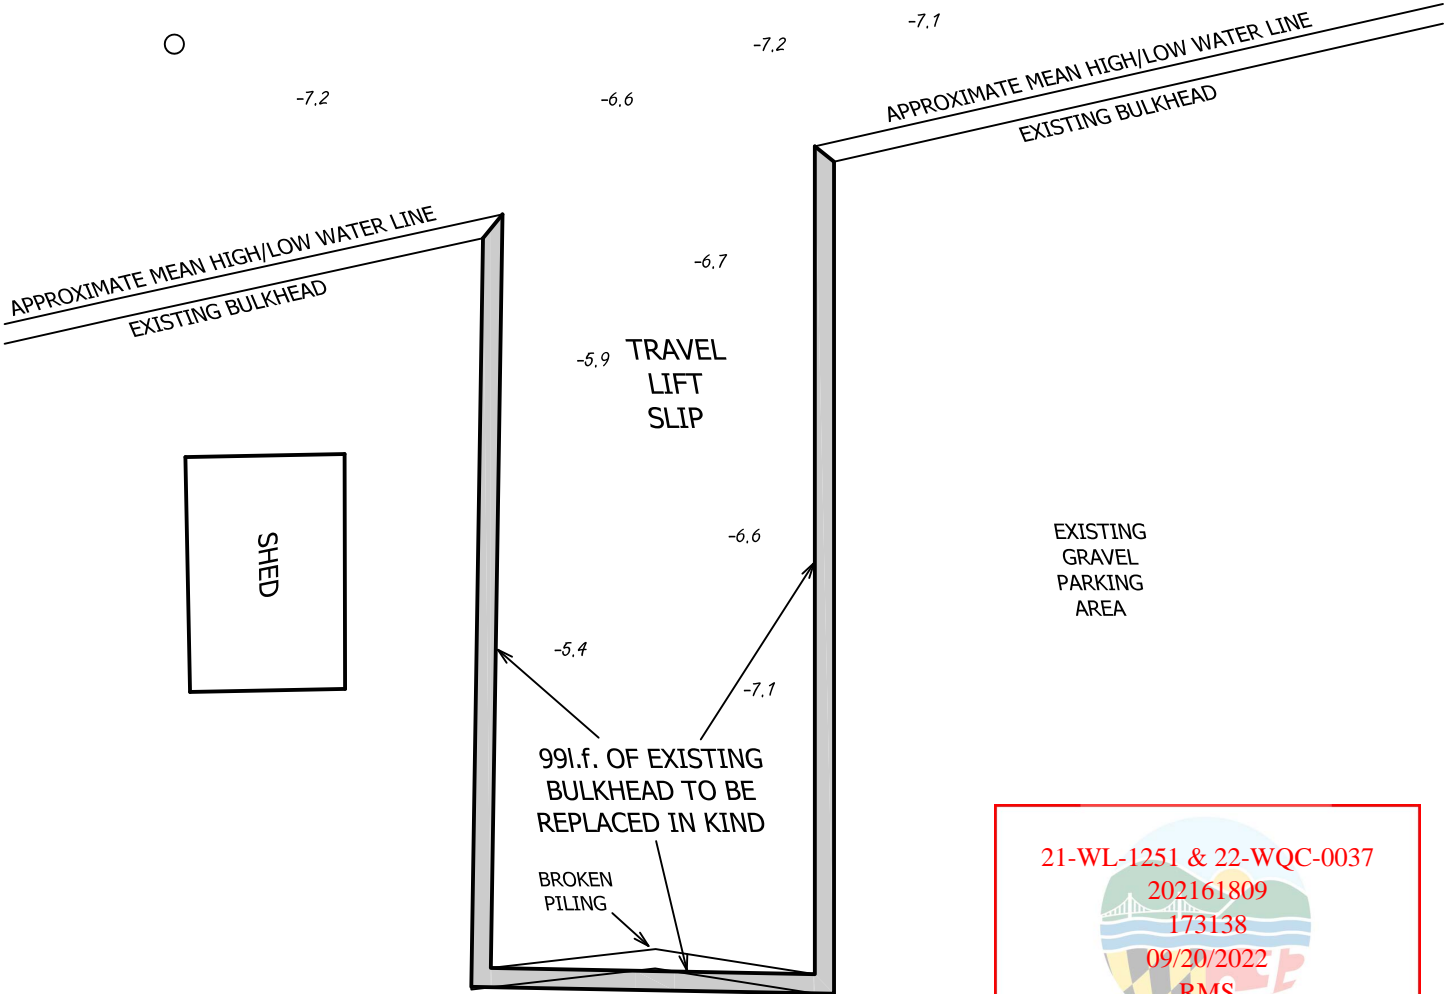 -7.1
-7.2
-7.2
-6.6
APPROXIMATE MEAN HIGH/LOW WATER LINE
EXISTING BULKHEAD
APPROXIMATE MEAN HIGH/LOW WATER LINE
EXISTING BULKHEAD
-6.7
-5.9
TRAVEL
LIFT
SLIP
SHED
-6.6
EXISTING
GRAVEL
PARKING
AREA
-5.4
-7.1
99l.f. OF EXISTING
BULKHEAD TO BE
REPLACED IN KIND
BROKEN
PILING
21-WL-1251 & 22-WQC-0037
202161809
173138
09/20/2022
RMS